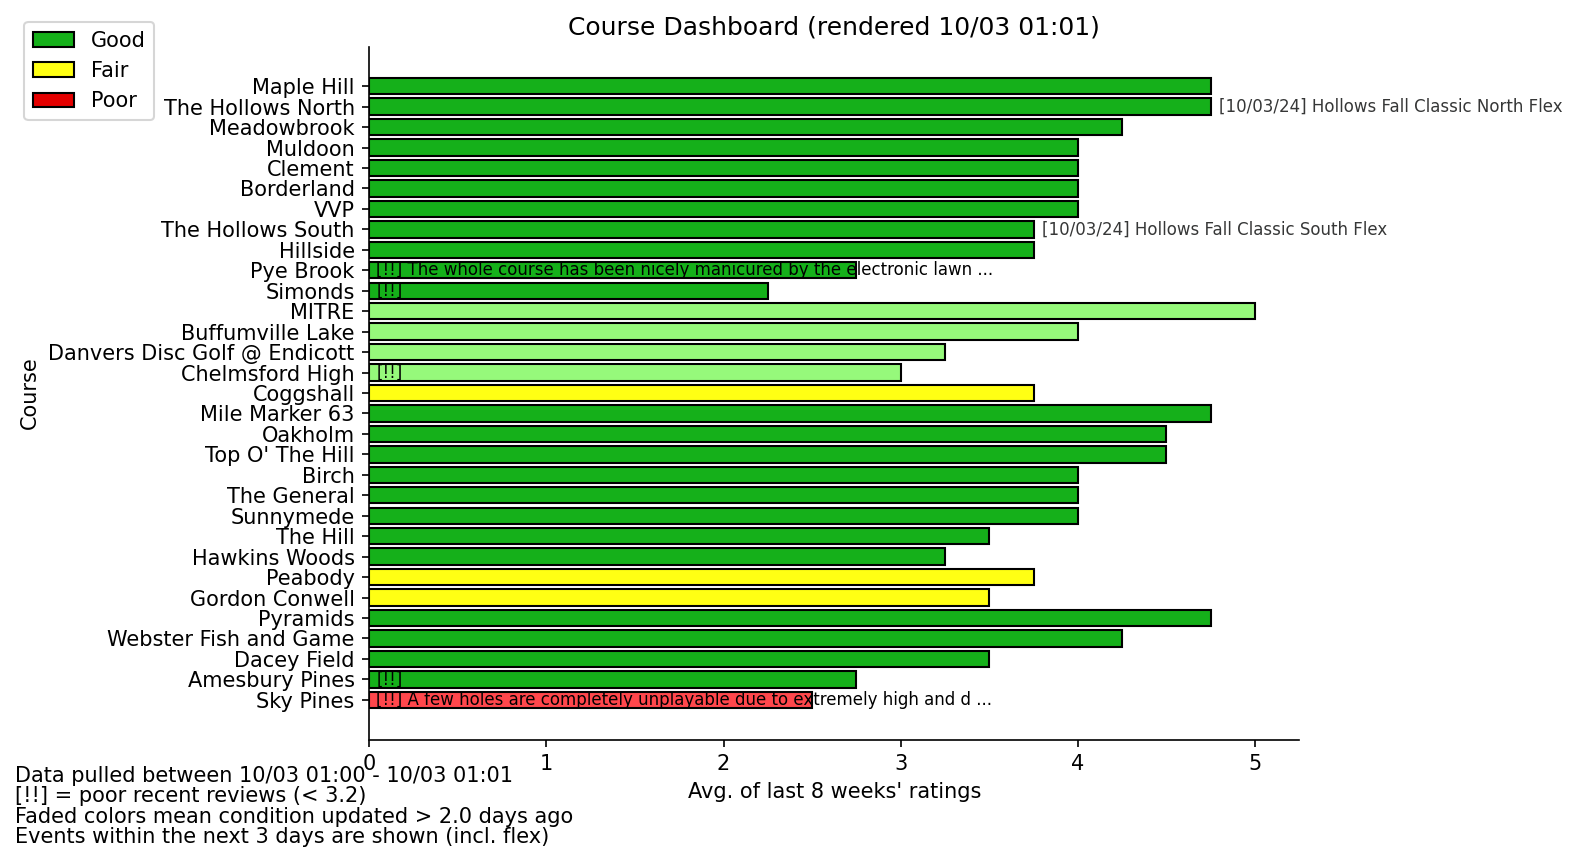 Course Dashboard (rendered 10/03 01:01)
Good
Fair
Poor
Course
Maple Hill
The Hollows North [10/03/24] Hollows Fall Classic North Flex
Meadowbrook
Muldoon
Clement
Borderland
VVP
The Hollows South [10/03/24] Hollows Fall Classic South Flex
Hillside
Pye Brook [!!] The whole course has been nicely manicured by the electronic lawn ...
Simonds [!!]
MITRE
Buffumville Lake
Danvers Disc Golf @ Endicott
Chelmsford High [!!]
Coggshall
Mile Marker 63
Oakholm
Top O' The Hill
Birch
The General
Sunnymede
The Hill
Hawkins Woods
Peabody
Gordon Conwell
Pyramids
Webster Fish and Game
Dacey Field
Amesbury Pines [!!]
Sky Pines [!!] A few holes are completely unplayable due to extremely high and d ...
0 1 2 3 4 5
Avg. of last 8 weeks' ratings
Data pulled between 10/03 01:00 - 10/03 01:01
[!!] = poor recent reviews (< 3.2)
Faded colors mean condition updated > 2.0 days ago
Events within the next 3 days are shown (incl. flex)